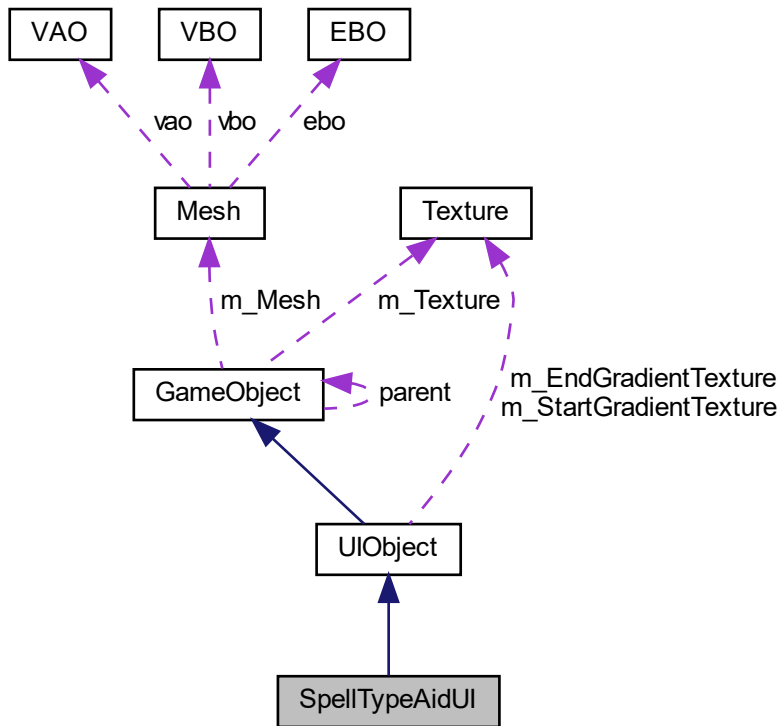 VAO
VBO
EBO
vao
vbo
ebo
Mesh
Texture
m_Mesh
m_Texture
GameObject
parent
m_EndGradientTexture
m_StartGradientTexture
UIObject
SpellTypeAidUI